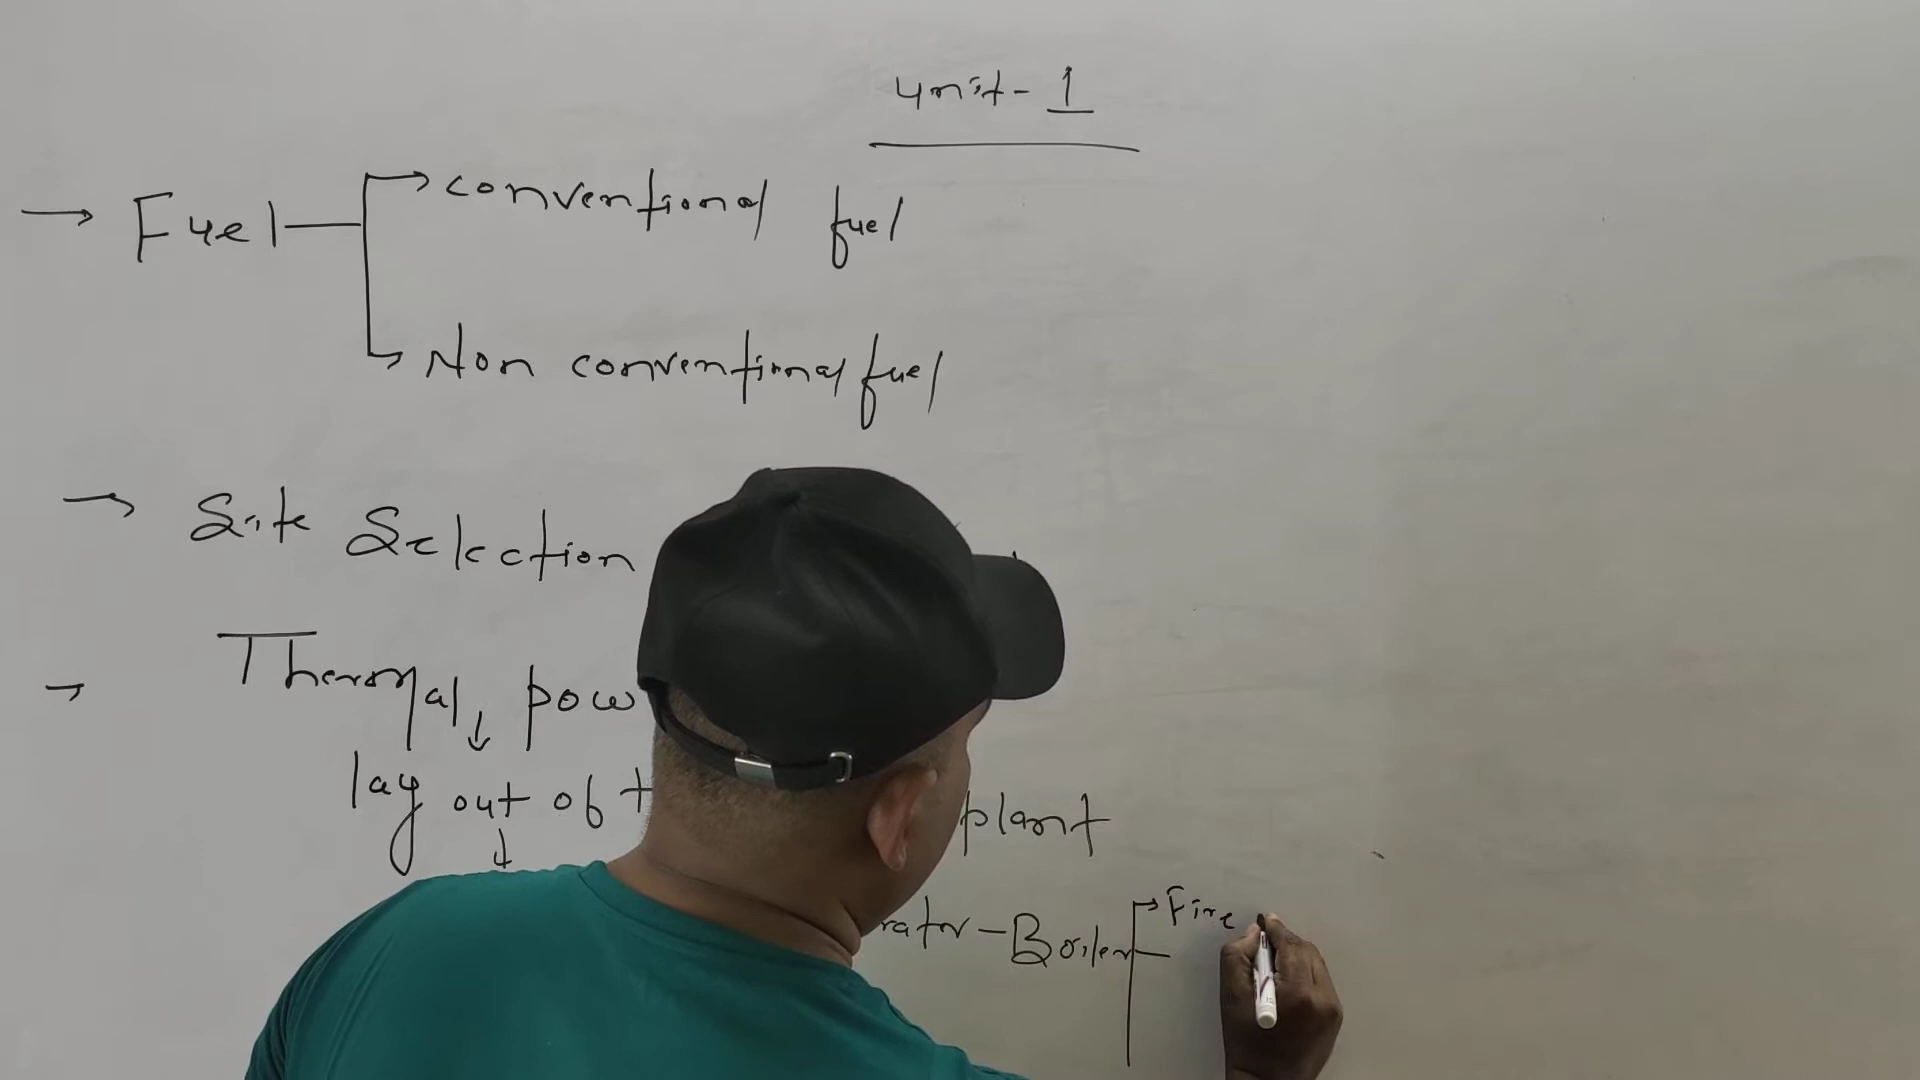 Unit-1
→ Fuel → conventional fuel
→ Non conventional fuel
→ Site Selection
→ Thermal pow
lay out of t plant
rator - Boiler → Fire